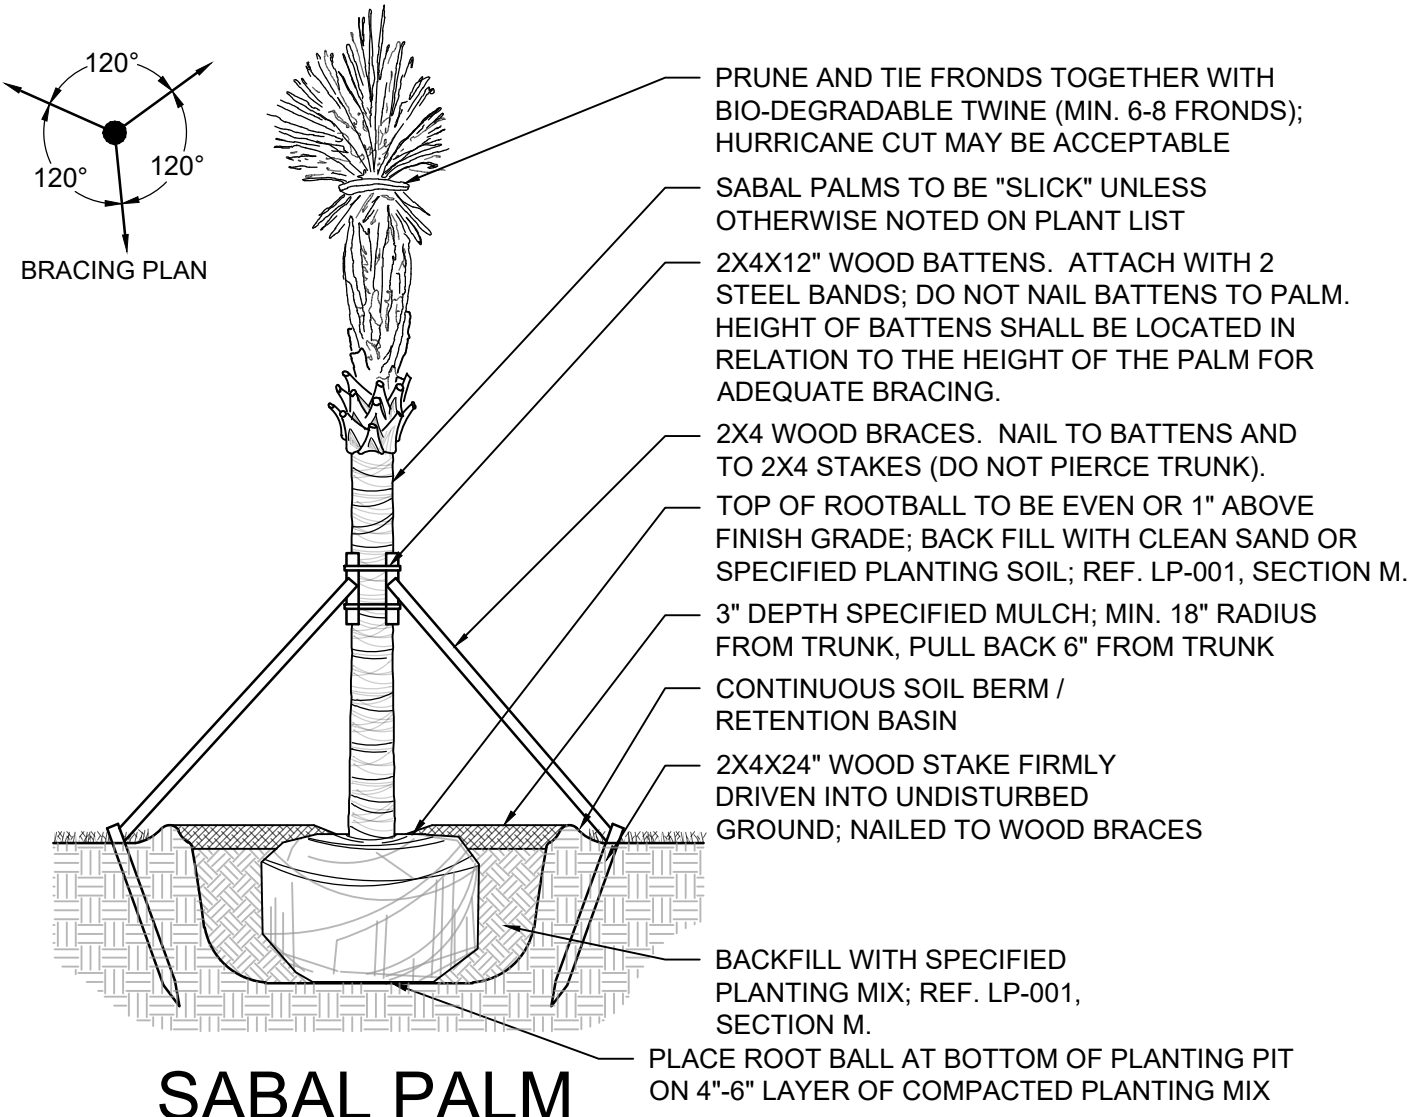 120°
120°
120°
BRACING PLAN
PRUNE AND TIE FRONDS TOGETHER WITH
BIO-DEGRADABLE TWINE (MIN. 6-8 FRONDS);
HURRICANE CUT MAY BE ACCEPTABLE
SABAL PALMS TO BE "SLICK" UNLESS
OTHERWISE NOTED ON PLANT LIST
2X4X12" WOOD BATTENS. ATTACH WITH 2
STEEL BANDS; DO NOT NAIL BATTENS TO PALM.
HEIGHT OF BATTENS SHALL BE LOCATED IN
RELATION TO THE HEIGHT OF THE PALM FOR
ADEQUATE BRACING.
2X4 WOOD BRACES. NAIL TO BATTENS AND
TO 2X4 STAKES (DO NOT PIERCE TRUNK).
TOP OF ROOTBALL TO BE EVEN OR 1" ABOVE
FINISH GRADE; BACK FILL WITH CLEAN SAND OR
SPECIFIED PLANTING SOIL; REF. LP-001, SECTION M.
3" DEPTH SPECIFIED MULCH; MIN. 18" RADIUS
FROM TRUNK, PULL BACK 6" FROM TRUNK
CONTINUOUS SOIL BERM /
RETENTION BASIN
2X4X24" WOOD STAKE FIRMLY
DRIVEN INTO UNDISTURBED
GROUND; NAILED TO WOOD BRACES
BACKFILL WITH SPECIFIED
PLANTING MIX; REF. LP-001,
SECTION M.
PLACE ROOT BALL AT BOTTOM OF PLANTING PIT
ON 4"-6" LAYER OF COMPACTED PLANTING MIX
SABAL PALM